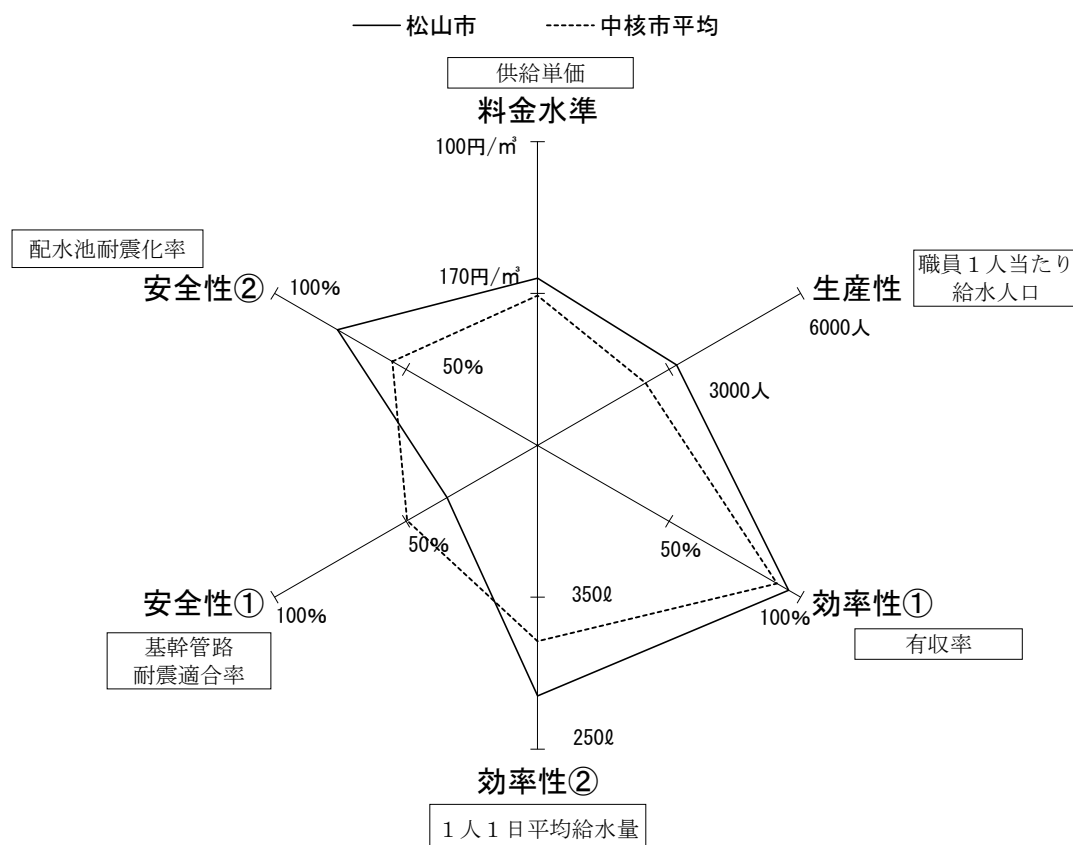 松山市
中核市平均
供給単価
料金水準
100円/㎥
170円/㎥
配水池耐震化率
安全性②
100%
50%
職員１人当たり
給水人口
生産性
6000人
3000人
50%
安全性①
100%
基幹管路
耐震適合率
50%
効率性①
100%
有収率
350ℓ
250ℓ
効率性②
１人１日平均給水量